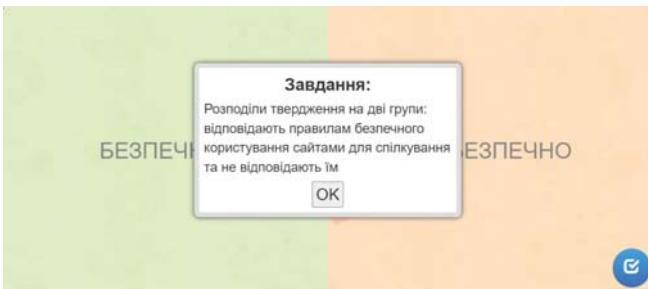 Завдання:
Розподіли твердження на дві групи:
відповідають правилам безпечного
користування сайтами для спілкування
та не відповідають їм
OK